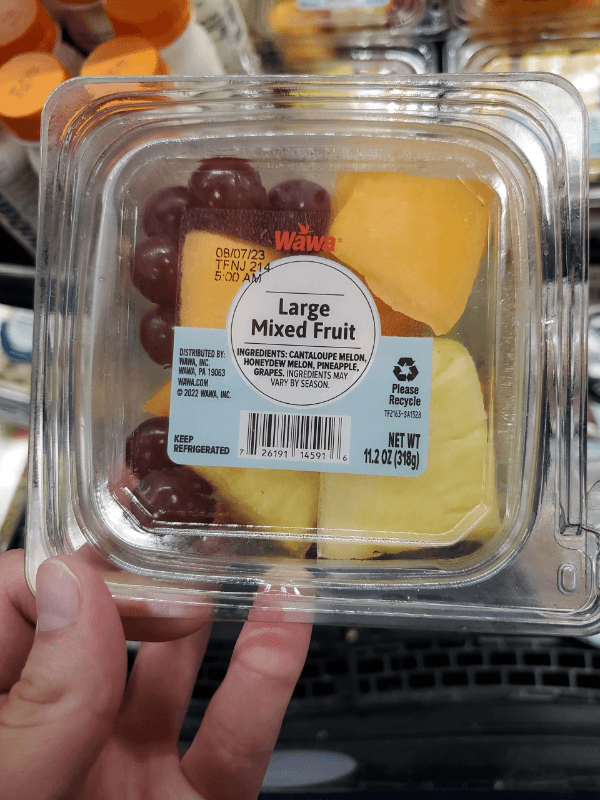 Wawa®
08/07/23
TFNJ 214
5:00 AM
Large
Mixed Fruit
INGREDIENTS: CANTALOUPE MELON,
HONEYDEW MELON, PINEAPPLE,
GRAPES. INGREDIENTS MAY
VARY BY SEASON.
DISTRIBUTED BY:
WAWA, INC.
WAWA, PA 19063
WAWA.COM
© 2022 WAWA, INC.
Please
Recycle
TF2163-SA1528
KEEP
REFRIGERATED
7 26191 14591 6
NET WT
11.2 OZ (318g)